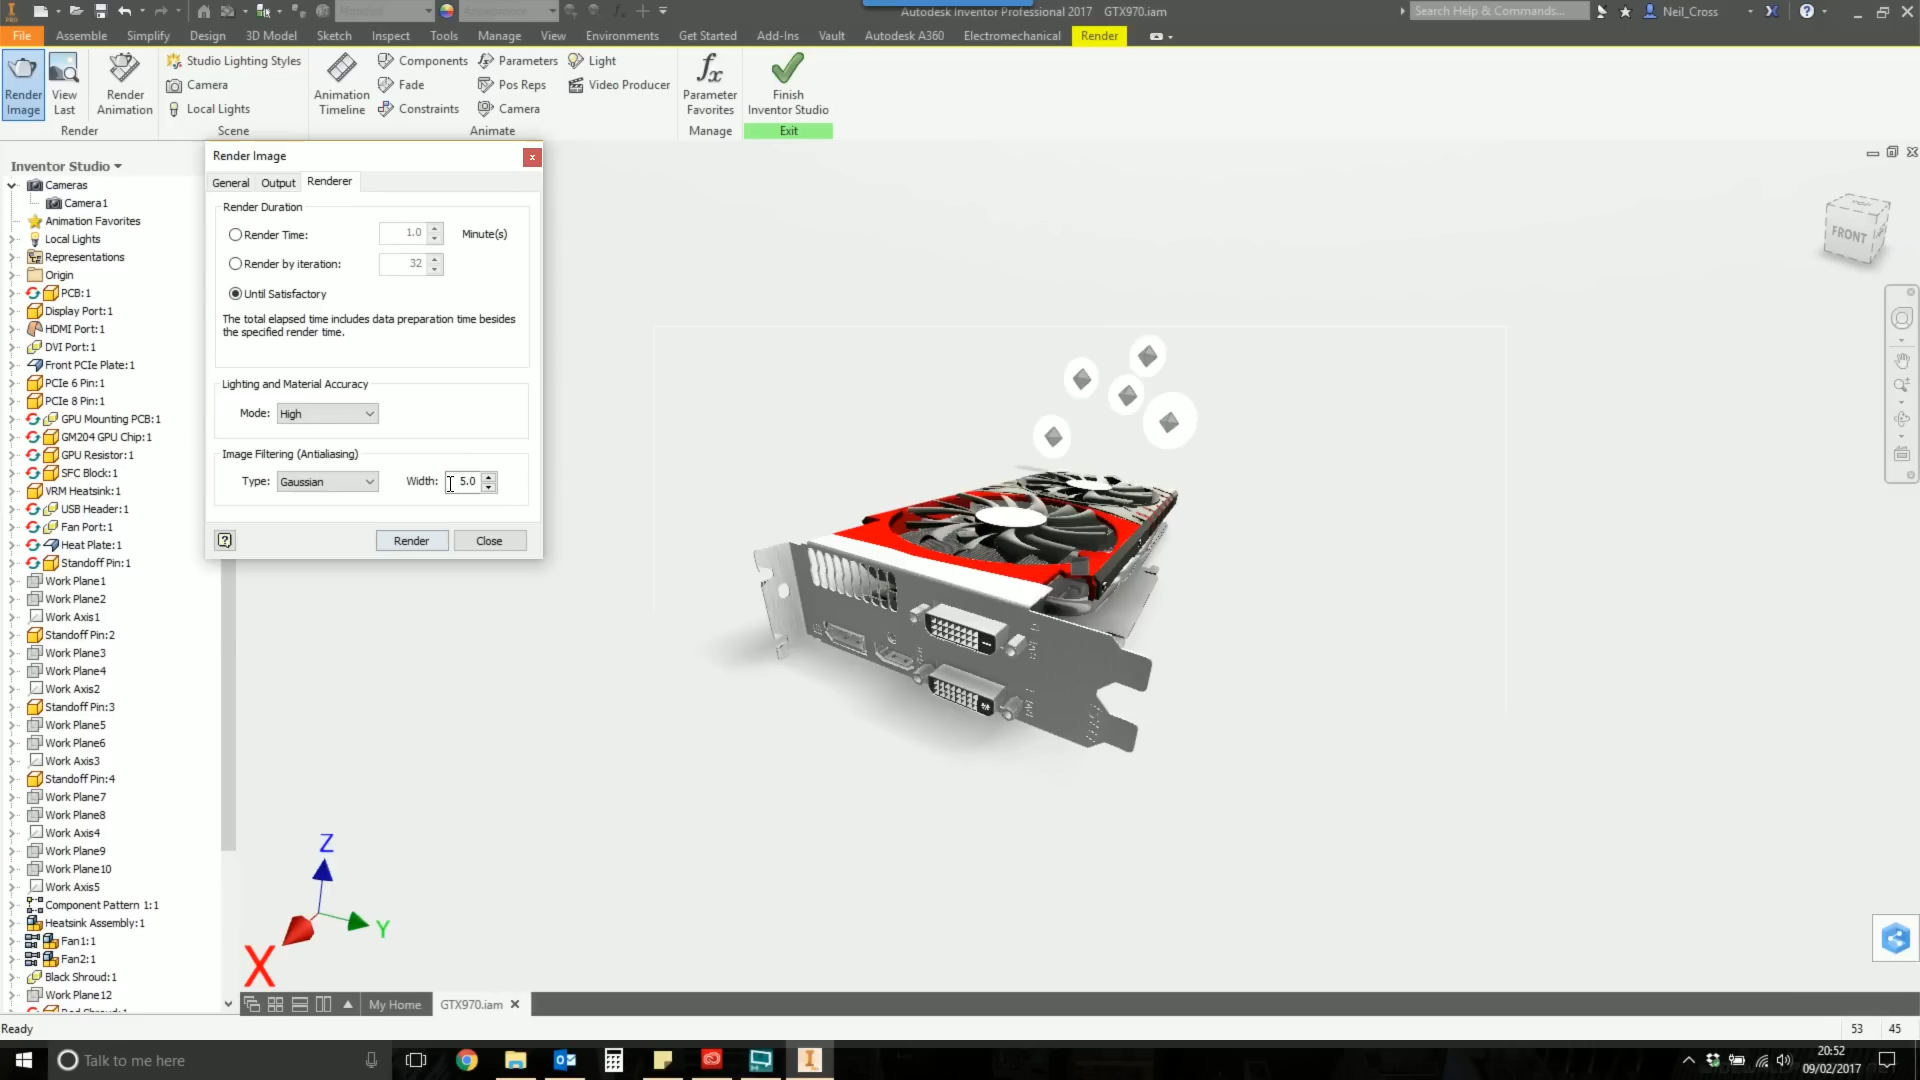 Autodesk Inventor Professional 2017 GTX970.iam
Search Help & Commands...
Neil_Cross
File Assemble Simplify Design 3D Model Sketch Inspect Tools Manage View Environments Get Started Add-Ins Vault Autodesk A360 Electromechanical Render
Render Image
View Last
Render Animation
Render
Studio Lighting Styles
Camera
Local Lights
Scene
Animation Timeline
Components
Fade
Constraints
Parameters
Pos Reps
Camera
Light
Video Producer
Animate
Parameter Favorites
Manage
Finish Inventor Studio
Exit
Inventor Studio
Cameras
Camera1
Animation Favorites
Local Lights
Representations
Origin
PCB:1
Display Port:1
HDMI Port:1
DVI Port:1
Front PCIe Plate:1
PCIe 6 Pin:1
PCIe 8 Pin:1
GPU Mounting PCB:1
GM204 GPU Chip:1
GPU Resistor:1
SFC Block:1
VRM Heatsink:1
USB Header:1
Fan Port:1
Heat Plate:1
Standoff Pin:1
Work Plane1
Work Plane2
Work Axis1
Standoff Pin:2
Work Plane3
Work Plane4
Work Axis2
Standoff Pin:3
Work Plane5
Work Plane6
Work Axis3
Standoff Pin:4
Work Plane7
Work Plane8
Work Axis4
Work Plane9
Work Plane10
Work Axis5
Component Pattern 1:1
Heatsink Assembly:1
Fan1:1
Fan2:1
Black Shroud:1
Work Plane12
Render Image
General Output Renderer
Render Duration
Render Time: 1.0 Minute(s)
Render by iteration: 32
Until Satisfactory
The total elapsed time includes data preparation time besides
the specified render time.
Lighting and Material Accuracy
Mode: High
Image Filtering (Antialiasing)
Type: Gaussian Width: 5.0
Render Close
FRONT
Z
Y
X
My Home GTX970.iam
Ready
53 45
Talk to me here
20:52
09/02/2017